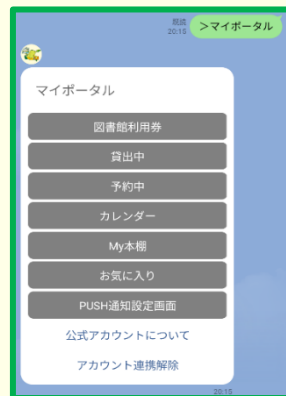 既読
20:15
>マイポータル
マイポータル
図書館利用券
貸出中
予約中
カレンダー
My本棚
お気に入り
PUSH通知設定画面
公式アカウントについて
アカウント連携解除
20:15